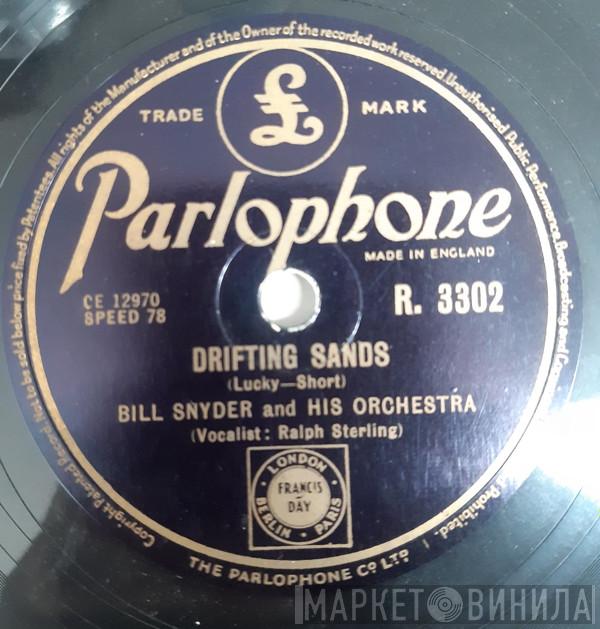 Copyright Patented Record. Not to be sold below price fixed by Patentees. All rights of the Manufacturer and of the Owner of the recorded work reserved. Unauthorised Public Performance, Broadcasting and
Prohibited.
TRADE £ MARK
Parlophone
MADE IN ENGLAND
CE 12970
SPEED 78
R. 3302
DRIFTING SANDS
(Lucky—Short)
BILL SNYDER and HIS ORCHESTRA
(Vocalist: Ralph Sterling)
LONDON
FRANCIS
DAY
BERLIN • PARIS
THE PARLOPHONE Co LTD
МАРКЕТ ВИНИЛА